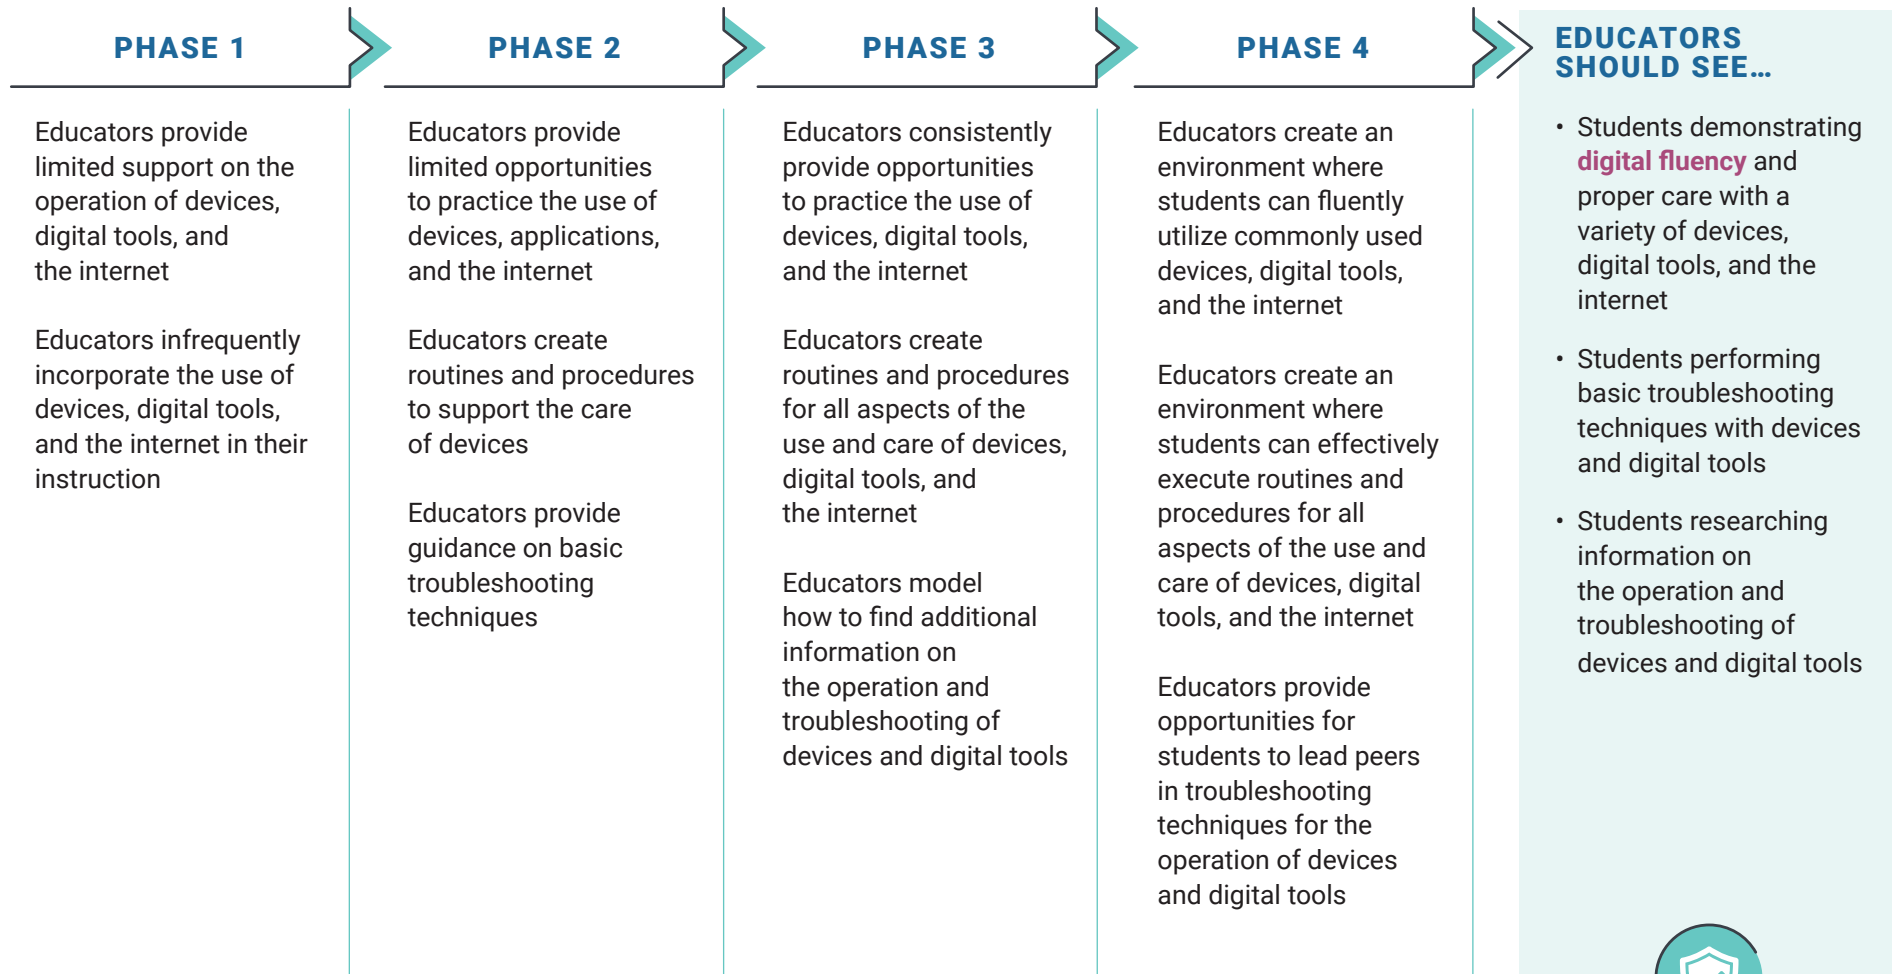 PHASE 1
Educators provide
limited support on the
operation of devices,
digital tools, and
the internet
Educators infrequently
incorporate the use of
devices, digital tools,
and the internet in their
instruction
PHASE 2
Educators provide
limited opportunities
to practice the use of
devices, applications,
and the internet
Educators create
routines and procedures
to support the care
of devices
Educators provide
guidance on basic
troubleshooting
techniques
PHASE 3
Educators consistently
provide opportunities
to practice the use of
devices, digital tools,
and the internet
Educators create
routines and procedures
for all aspects of the
use and care of devices,
digital tools, and
the internet
Educators model
how to find additional
information on
the operation and
troubleshooting of
devices and digital tools
PHASE 4
Educators create an
environment where
students can fluently
utilize commonly used
devices, digital tools,
and the internet
Educators create an
environment where
students can effectively
execute routines and
procedures for all
aspects of the use and
care of devices, digital
tools, and the internet
Educators provide
opportunities for
students to lead peers
in troubleshooting
techniques for the
operation of devices
and digital tools
EDUCATORS
SHOULD SEE…
• Students demonstrating
digital fluency and
proper care with a
variety of devices,
digital tools, and the
internet
• Students performing
basic troubleshooting
techniques with devices
and digital tools
• Students researching
information on
the operation and
troubleshooting of
devices and digital tools